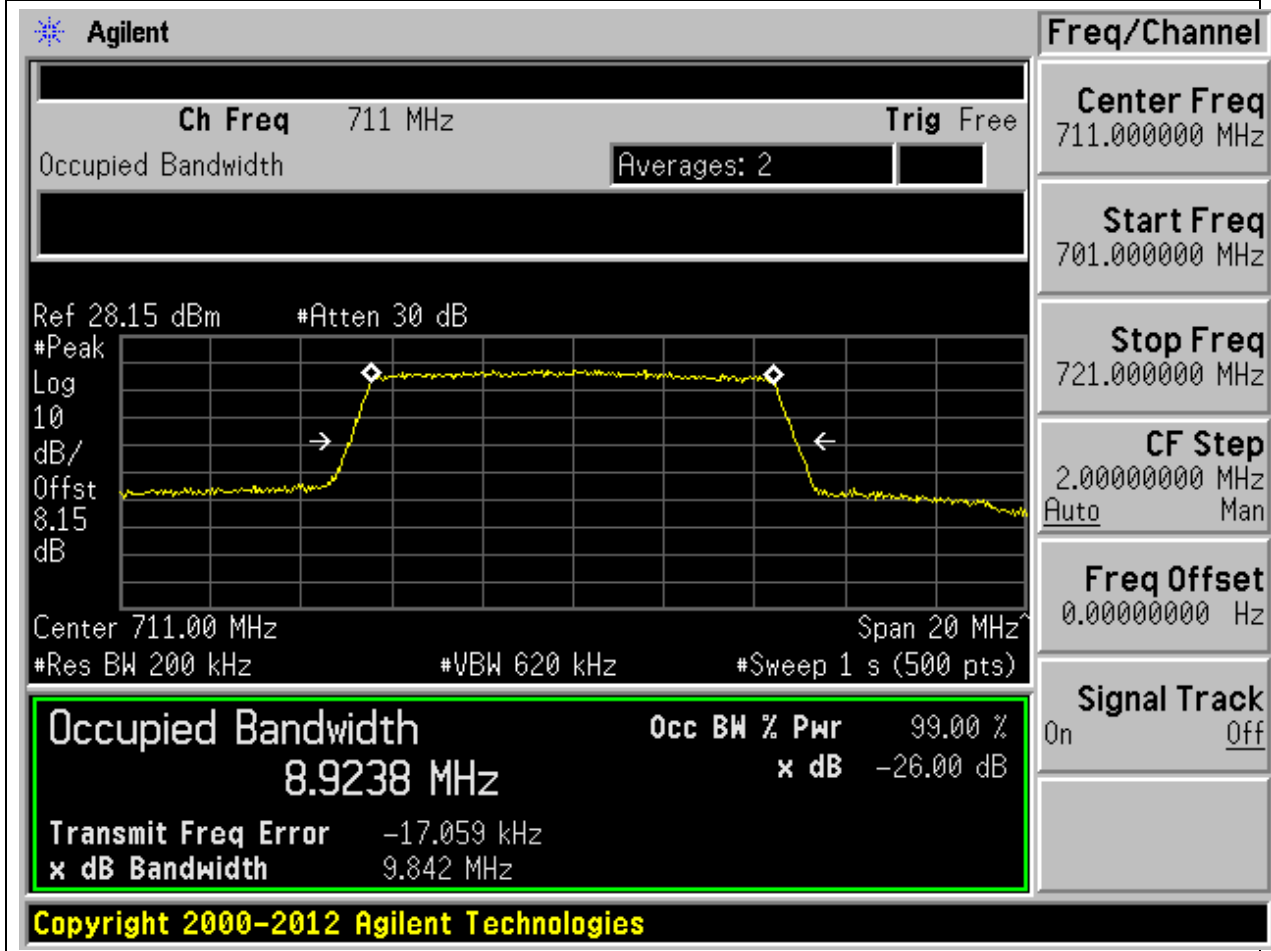 Agilent
Freq/Channel
Ch Freq 711 MHz Trig Free
Occupied Bandwidth Averages: 2
Ref 28.15 dBm #Atten 30 dB
#Peak
Log
10
dB/
Offst
8.15
dB
Center 711.00 MHz Span 20 MHz^
#Res BW 200 kHz #VBW 620 kHz #Sweep 1 s (500 pts)
Occupied Bandwidth Occ BW % Pwr 99.00 %
8.9238 MHz x dB -26.00 dB
Transmit Freq Error -17.059 kHz
x dB Bandwidth 9.842 MHz
Center Freq
711.000000 MHz
Start Freq
701.000000 MHz
Stop Freq
721.000000 MHz
CF Step
2.00000000 MHz
Auto Man
Freq Offset
0.00000000 Hz
Signal Track
On Off
Copyright 2000-2012 Agilent Technologies